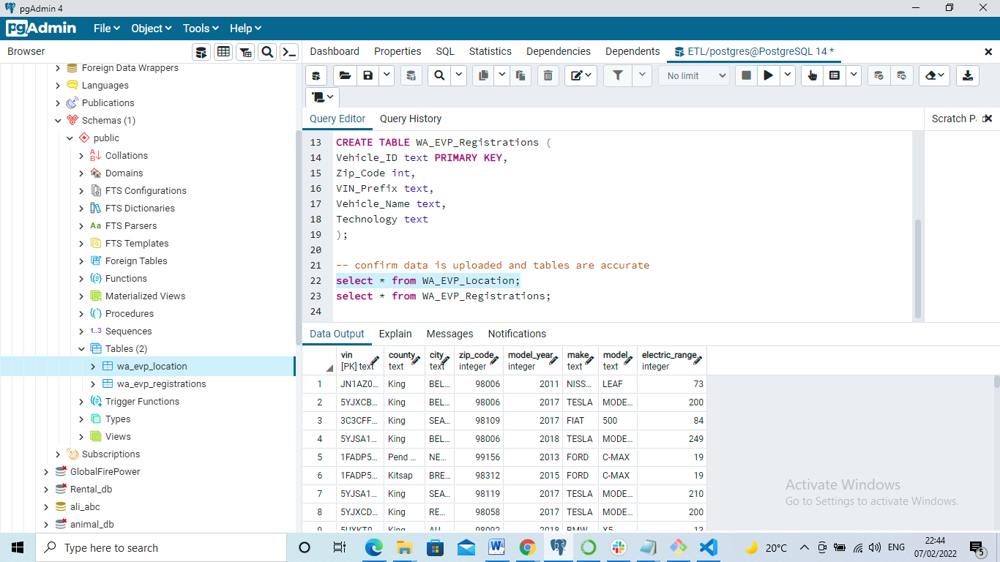 pgAdmin 4
pgAdmin File Object Tools Help
Browser
Dashboard Properties SQL Statistics Dependencies Dependents ETL/postgres@PostgreSQL 14 *
No limit
Foreign Data Wrappers
Languages
Publications
Schemas (1)
public
Collations
Domains
FTS Configurations
FTS Dictionaries
Aa FTS Parsers
FTS Templates
Foreign Tables
Functions
Materialized Views
Procedures
1..3 Sequences
Tables (2)
wa_evp_location
wa_evp_registrations
Trigger Functions
Types
Views
Subscriptions
GlobalFirePower
Rental_db
ali_abc
animal_db
Query Editor Query History
Scratch P
13 CREATE TABLE WA_EVP_Registrations (
14 Vehicle_ID text PRIMARY KEY,
15 Zip_Code int,
16 VIN_Prefix text,
17 Vehicle_Name text,
18 Technology text
19 );
20
21 -- confirm data is uploaded and tables are accurate
22 select * from WA_EVP_Location;
23 select * from WA_EVP_Registrations;
24
Data Output Explain Messages Notifications
vin county city zip_code model_year make model electric_range
[PK] text text text integer integer text text integer
1 JN1AZ0... King BEL... 98006 2011 NISS... LEAF 73
2 5YJXCB... King BEL... 98006 2017 TESLA MODE... 200
3 3C3CFF... King SEA... 98109 2017 FIAT 500 84
4 5YJSA1... King BEL... 98006 2018 TESLA MODE... 249
5 1FADP5... Pend ... NE... 99156 2013 FORD C-MAX 19
6 1FADP5... Kitsap BRE... 98312 2015 FORD C-MAX 19
7 5YJSA1... King SEA... 98119 2017 TESLA MODE... 210
8 5YJXCD... King RE... 98058 2017 TESLA MODE... 200
9 5UXKT0... King AU... 98092 2018 BMW X5 13
Activate Windows
Go to Settings to activate Windows.
Type here to search
20°C
ENG
22:44
07/02/2022
5